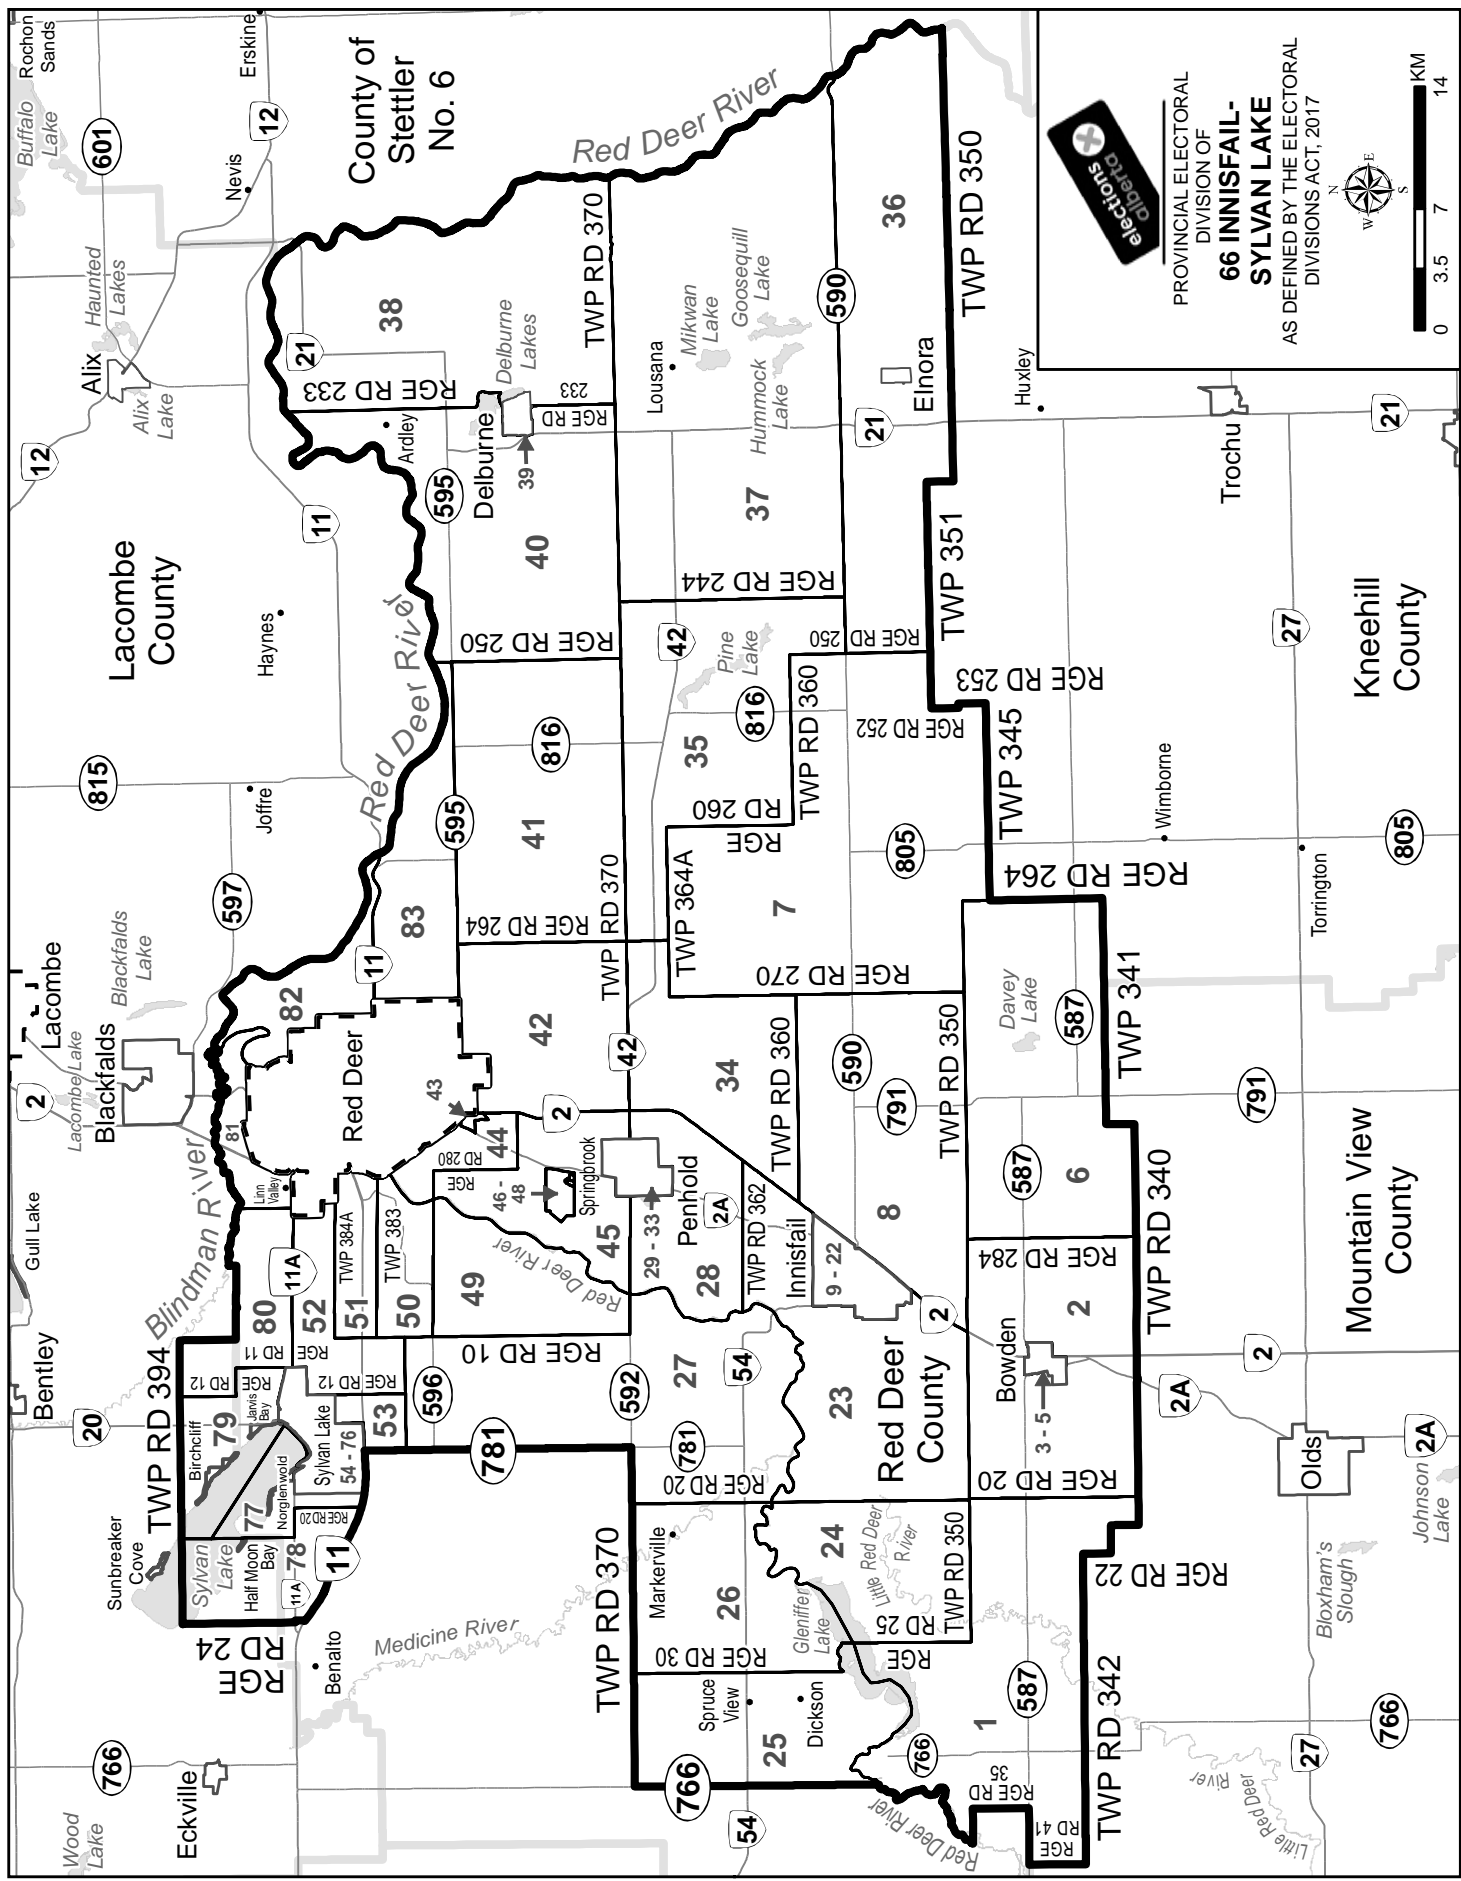 Rochon
Sands
Buffalo
Lake
Erskine
601
12
Nevis
County of
Stettler
No. 6
Red Deer River
Haunted
Lakes
Alix
Alix
Lake
12
11
Lacombe
County
Haynes
815
Joffre
597
Lacombe
Blackfalds
Lake
Blackfalds
Lacombe Lake
2
Gull Lake
Bentley
20
Blindman River
Red Deer River
21
38
RGE RD 233
Ardley
Delburne
Lakes
Delburne
39
RGE RD
233
TWP RD 370
595
40
RGE RD 250
Lousana
Mikwan
Lake
Goosequill
Lake
Hummock
Lake
590
36
TWP RD 350
Elnora
21
37
RGE RD 244
TWP 351
42
Pine
Lake
RGE RD 250
RGE RD 253
816
816
35
TWP RD 360
RGE RD 252
TWP 345
595
41
RD 260
RGE
805
RGE RD 264
TWP RD 370
TWP 364A
7
83
RGE RD 264
RGE RD 270
11
82
42
TWP
42
34
TWP RD 360
590
791
TWP RD 350
Davey
Lake
587
TWP 341
Red Deer
81
43
2
44
RD 280
RGE
46 -
48
Springbrook
45
29 - 33
Penhold
2A
28
TWP RD 362
Innisfail
9 - 22
8
587
6
TWP RD 340
RGE RD 284
2
Linn
Valley
11A
TWP 384A
TWP 383
80
52
51
50
49
Red Deer River
RGE RD 10
RD 11
RGE
RD 12
RGE
RGE RD 12
TWP RD 394
79
Birchcliff
Jarvis
Bay
Sylvan Lake
54 - 76
53
596
592
27
54
2
Red Deer
County
23
Bowden
3 - 5
781
781
RGE RD 20
RGE RD 20
Norglenwold
77
RGE RD 20
Sunbreaker
Cove
Sylvan
Lake
Half Moon
Bay
78
11A
11
RD 24
RGE
Benalto
Medicine River
TWP RD 370
Markerville
26
24
Little Red Deer
River
TWP RD 350
RGE RD 22
Gleniffer
Lake
RD 25
RGE
RGE RD 30
Spruce
View
Dickson
25
1
587
TWP RD 342
766
766
RGE RD
35
RGE
RD 41
Red Deer River
766
Eckville
Wood
Lake
54
Huxley
Trochu
21
27
Kneehill
County
Wimborne
805
Torrington
791
Mountain View
County
2
2A
Olds
2A
Johnson
Lake
Bloxham's
Slough
766
27
Little Red Deer
River
elections
alberta
PROVINCIAL ELECTORAL
DIVISION OF
66 INNISFAIL-
SYLVAN LAKE
AS DEFINED BY THE ELECTORAL
DIVISIONS ACT, 2017
N
W
E
S
0 3.5 7 14
KM